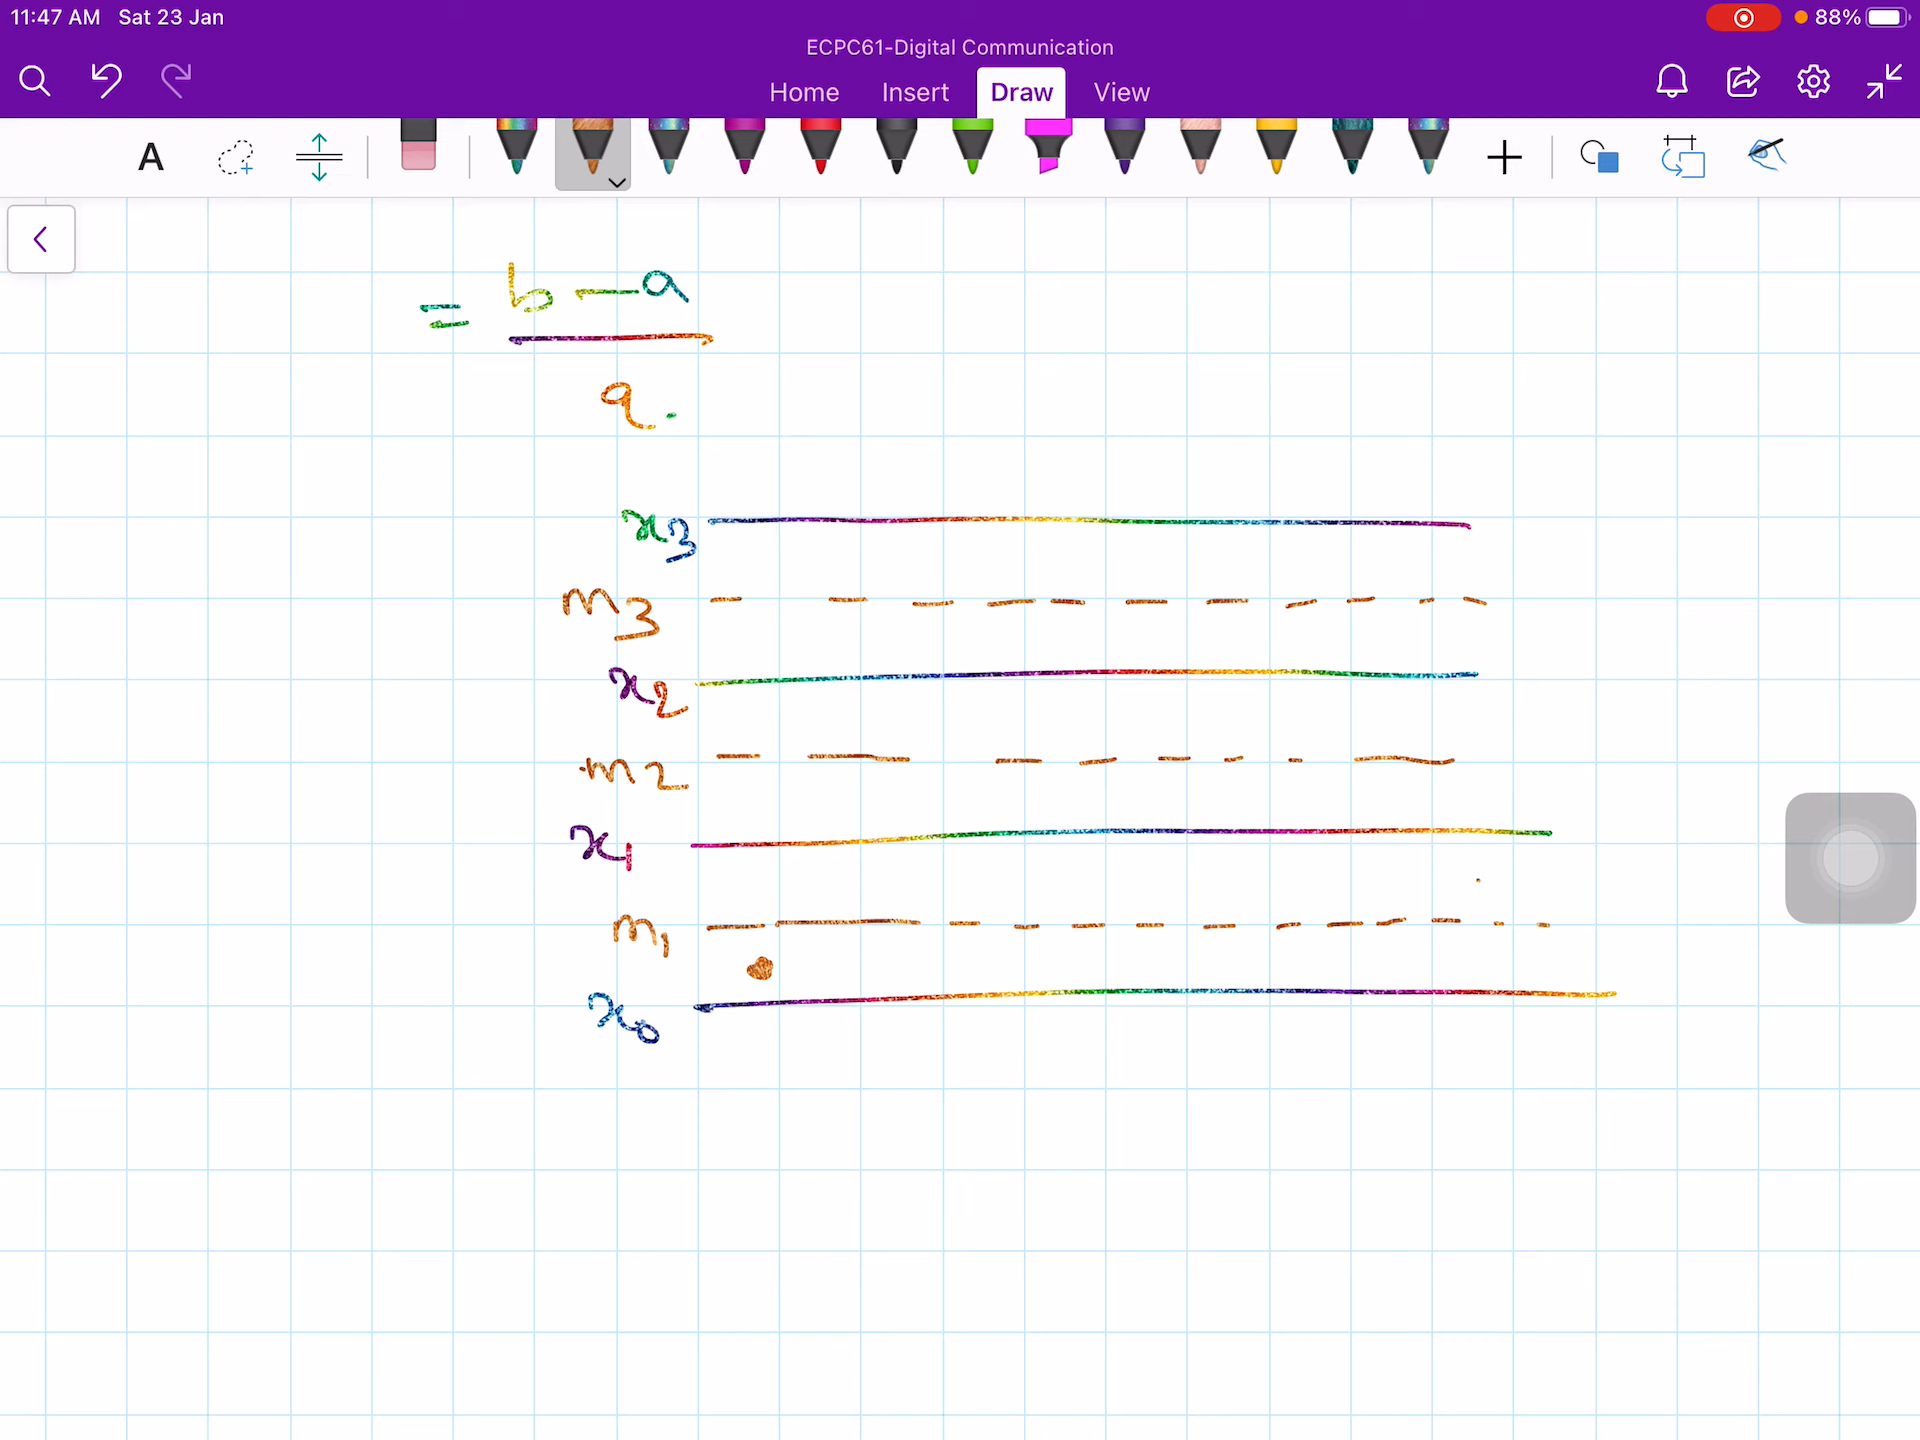 11:47 AM Sat 23 Jan
88%
ECPC61-Digital Communication
Home Insert Draw View
A
= b - a
q.
x3
m3
x2
m2
x1
m1
x0